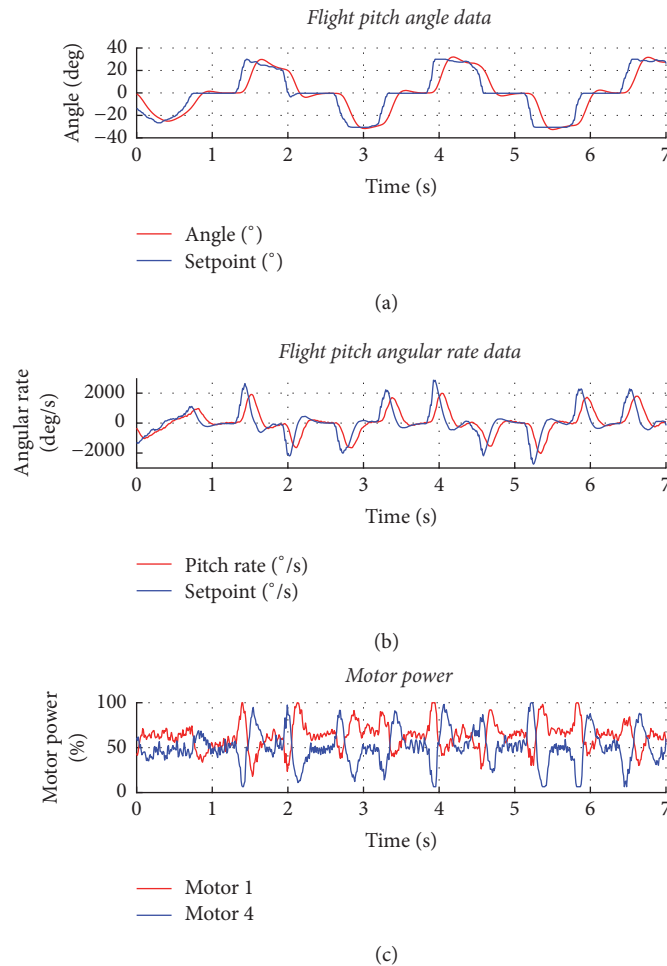 Flight pitch angle data
Angle (deg)
40
20
0
−20
−40
0 1 2 3 4 5 6 7
Time (s)
Angle (°)
Setpoint (°)
(a)
Flight pitch angular rate data
Angular rate
(deg/s)
2000
0
−2000
0 1 2 3 4 5 6 7
Time (s)
Pitch rate (°/s)
Setpoint (°/s)
(b)
Motor power
Motor power
(%)
100
50
0
0 1 2 3 4 5 6 7
Time (s)
Motor 1
Motor 4
(c)